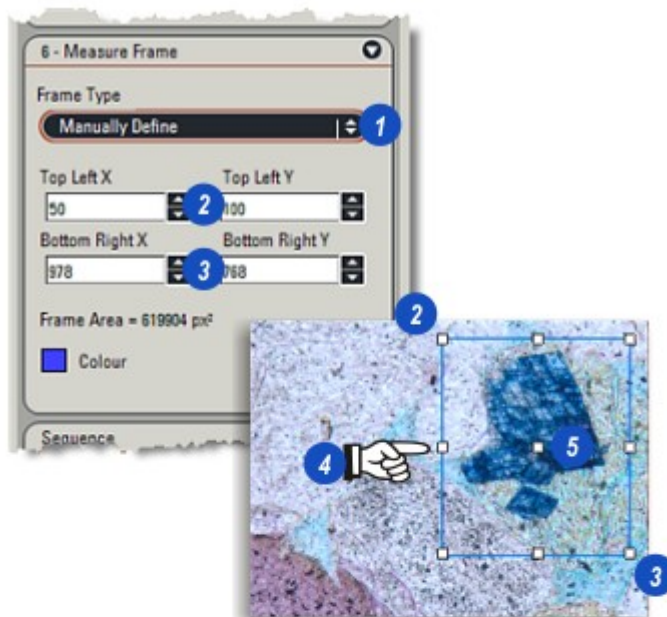 6 - Measure Frame
Frame Type
Manually Define
1
Top Left X
Top Left Y
50
2
100
Bottom Right X
Bottom Right Y
978
3
768
Frame Area = 619904 px²
Colour
2
Sequence
4
5
3